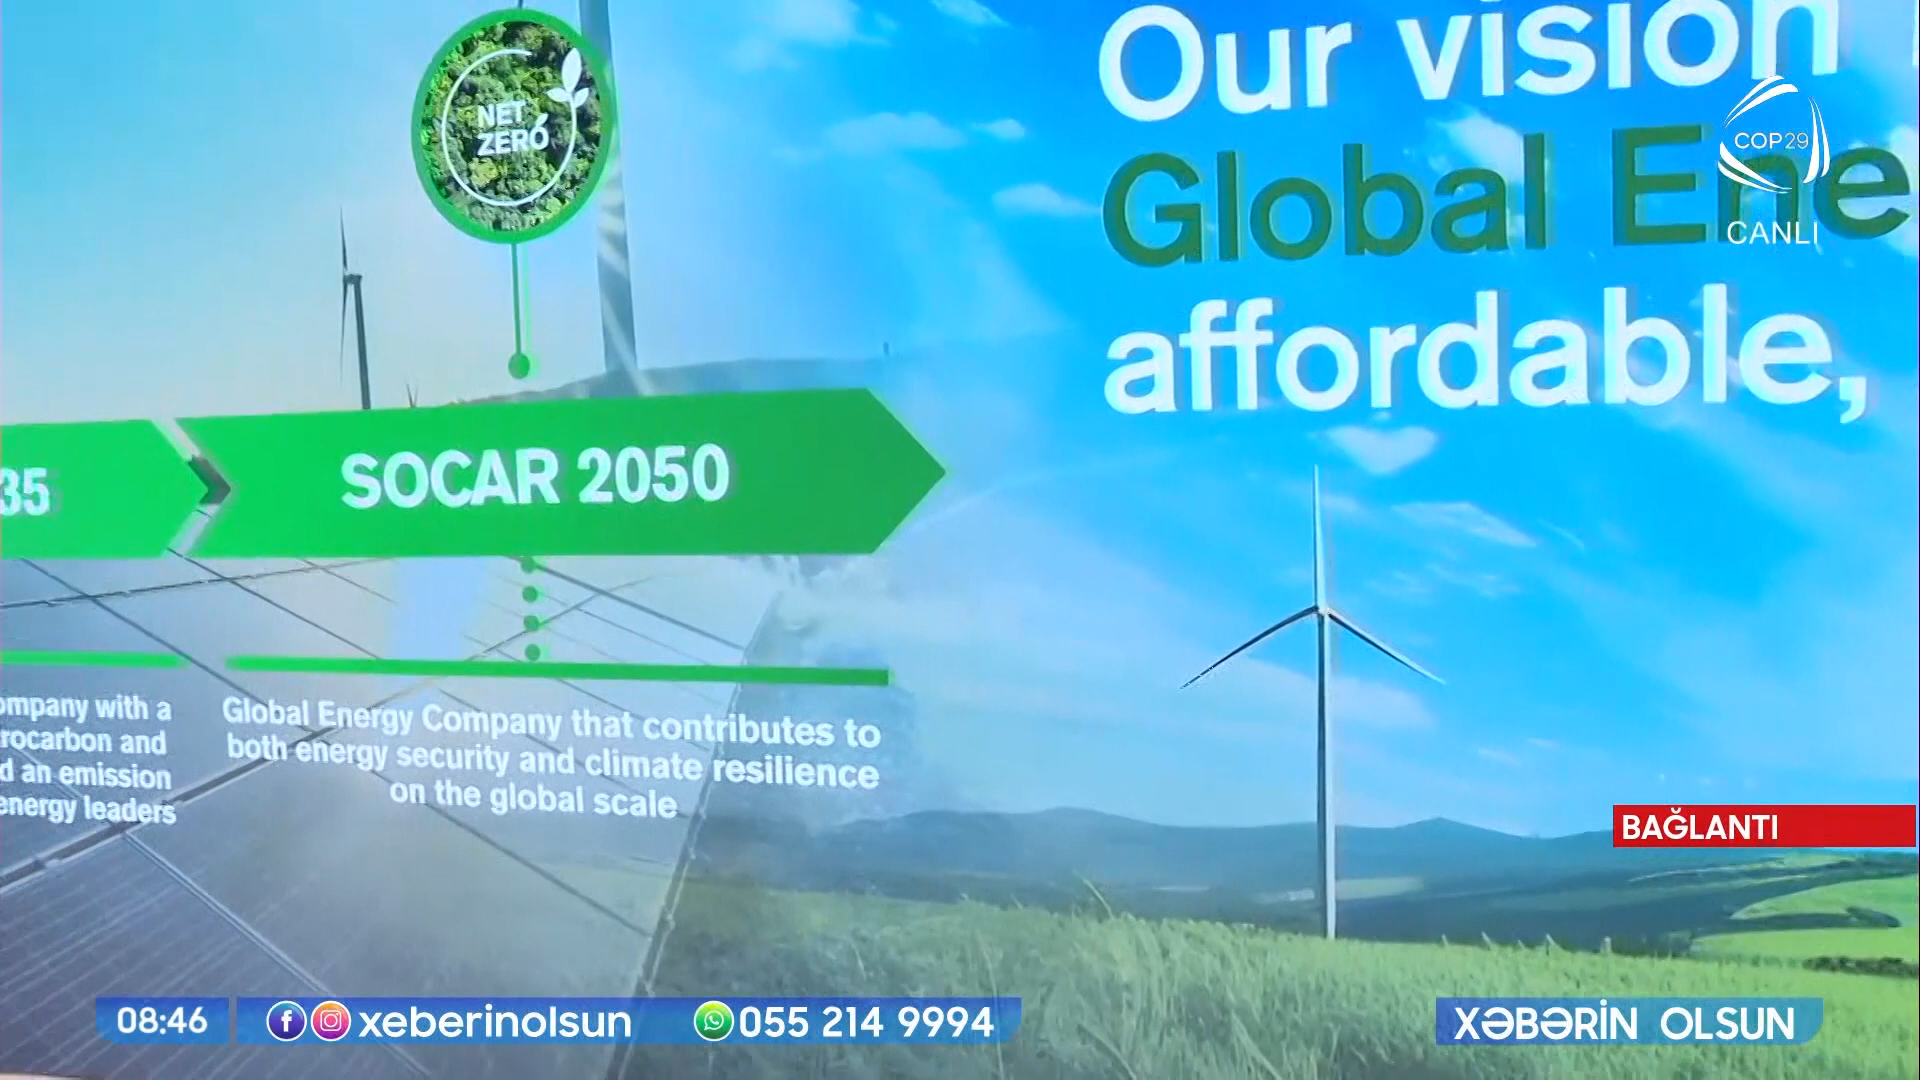 NET
ZERO
Our vision
Global Ene
affordable,
COP29
CANLI
35
SOCAR 2050
ompany with a
rocarbon and
d an emission
energy leaders
Global Energy Company that contributes to
both energy security and climate resilience
on the global scale
BAĞLANTI
08:46
xeberinolsun
055 214 9994
XƏBƏRİN OLSUN